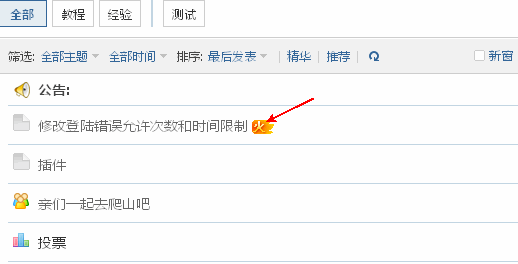 全部 教程 经验 测试
筛选: 全部主题 全部时间 排序: 最后发表 精华 推荐 新窗
公告:
修改登陆错误允许次数和时间限制 火
插件
亲们一起去爬山吧
投票